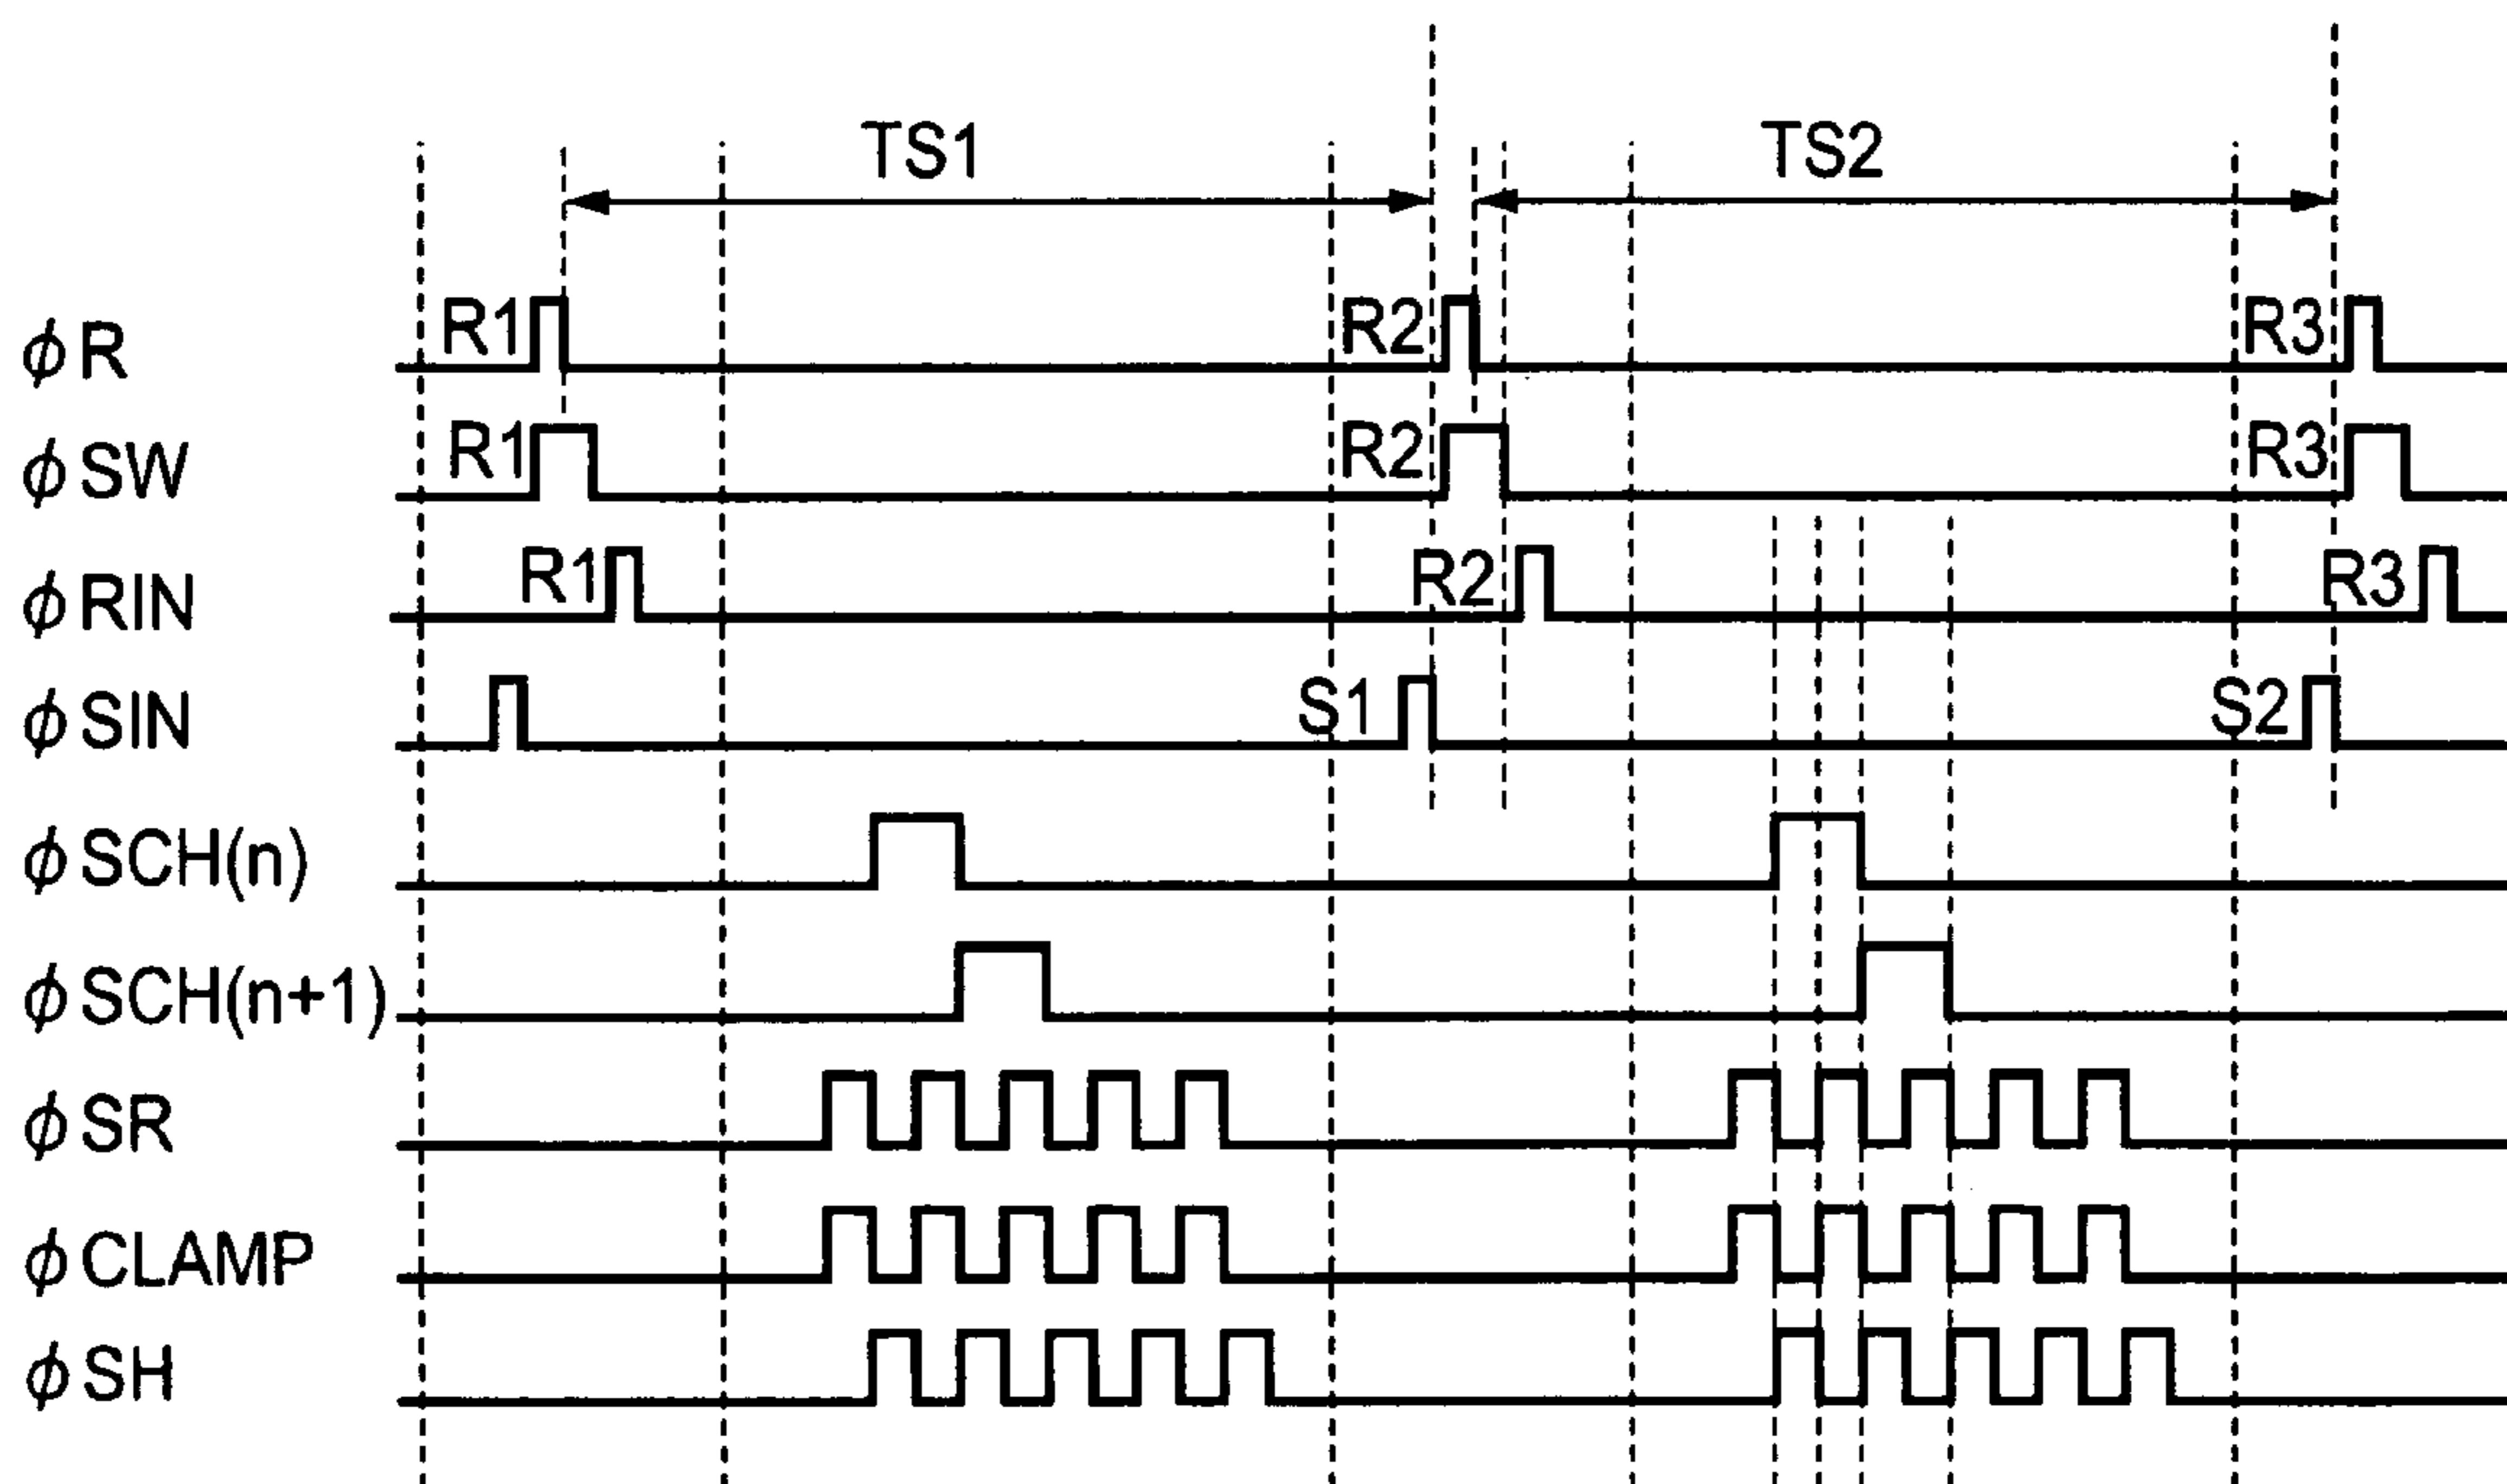 TS1 TS2
ϕR R1 R2 R3
ϕSW R1 R2 R3
ϕRIN R1 R2 R3
ϕSIN S1 S2
ϕSCH(n)
ϕSCH(n+1)
ϕSR
ϕCLAMP
ϕSH